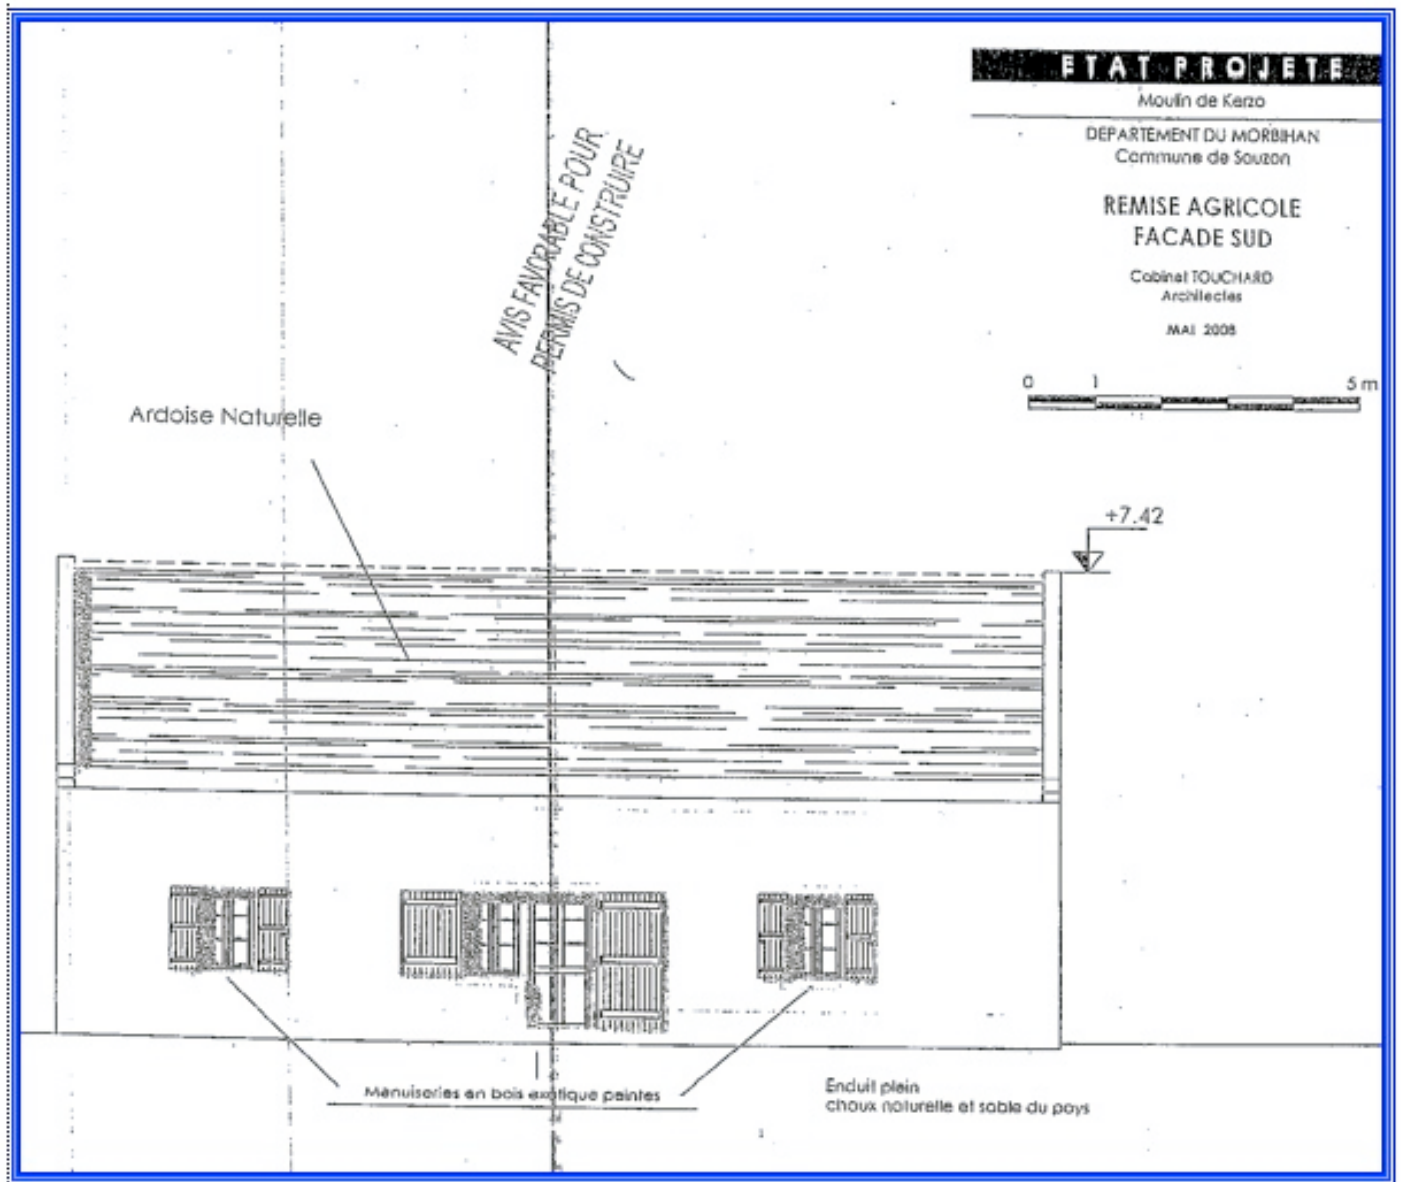 ETAT PROJETE
Moulin de Kerzo
DEPARTEMENT DU MORBIHAN
Commune de Souzon
REMISE AGRICOLE
FACADE SUD
Cabinet TOUCHARD
Architectes
MAI 2008
0 1 5 m
AVIS FAVORABLE POUR
PERMIS DE CONSTRUIRE
Ardoise Naturelle
+7.42
Menuiseries en bois exotique peintes
Enduit plein
choux naturelle et sable du pays